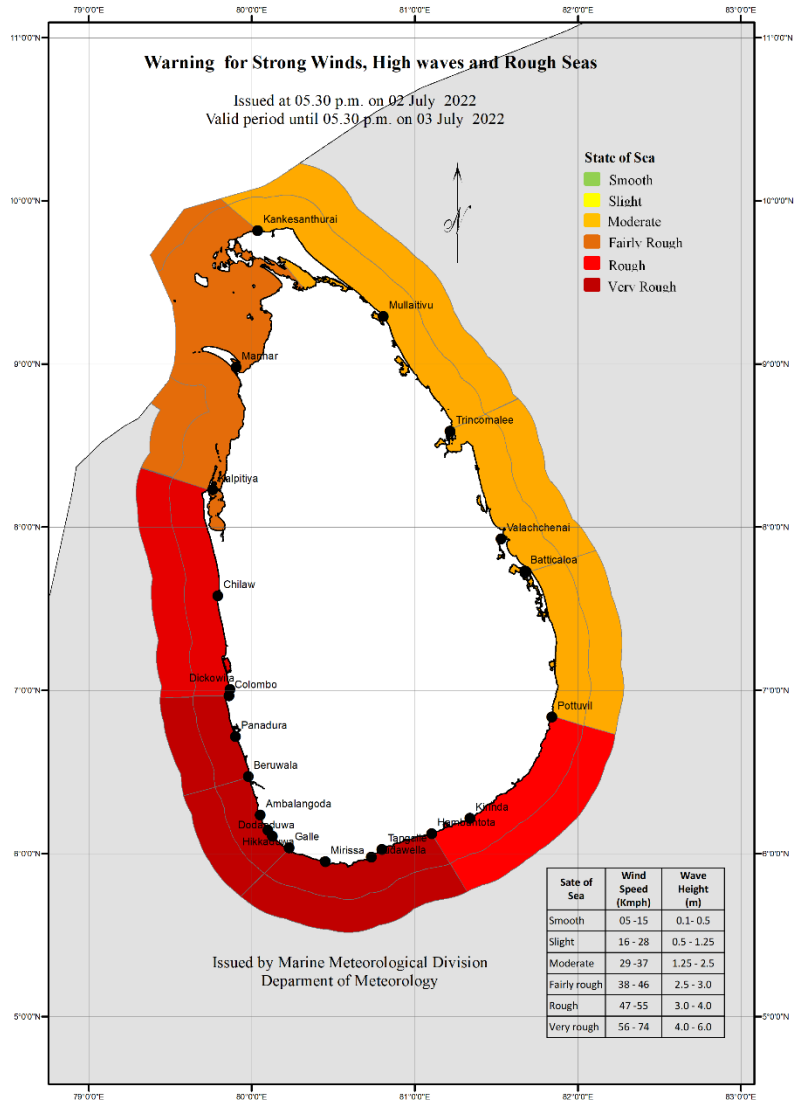 79°0'0"E 80°0'0"E 81°0'0"E 82°0'0"E 83°0'0"E
11°0'0"N 11°0'0"N
Warning for Strong Winds, High waves and Rough Seas
Issued at 05.30 p.m. on 02 July 2022
Valid period until 05.30 p.m. on 03 July 2022
State of Sea
Smooth
Slight
Moderate
Fairly Rough
Rough
Very Rough
10°0'0"N 10°0'0"N
Kankesanthurai
Mullaitivu
Mannar
9°0'0"N 9°0'0"N
Trincomalee
Kalpitiya
8°0'0"N 8°0'0"N
Valachchenai
Batticaloa
Chilaw
Dickowita
Colombo
7°0'0"N 7°0'0"N
Pottuvil
Panadura
Beruwala
Ambalangoda
Kirinda
Dodanduwa
Hambantota
Hikkaduwa
Galle
Tangalle
Mirissa
6°0'0"N 6°0'0"N
Sate of Sea Wind Speed (Kmph) Wave Height (m)
Smooth 05 -15 0.1- 0.5
Slight 16 - 28 0.5 - 1.25
Moderate 29 -37 1.25 - 2.5
Fairly rough 38 - 46 2.5 - 3.0
Rough 47 -55 3.0 - 4.0
Very rough 56 - 74 4.0 - 6.0
Issued by Marine Meteorological Division
Deparment of Meteorology
5°0'0"N 5°0'0"N
79°0'0"E 80°0'0"E 81°0'0"E 82°0'0"E 83°0'0"E